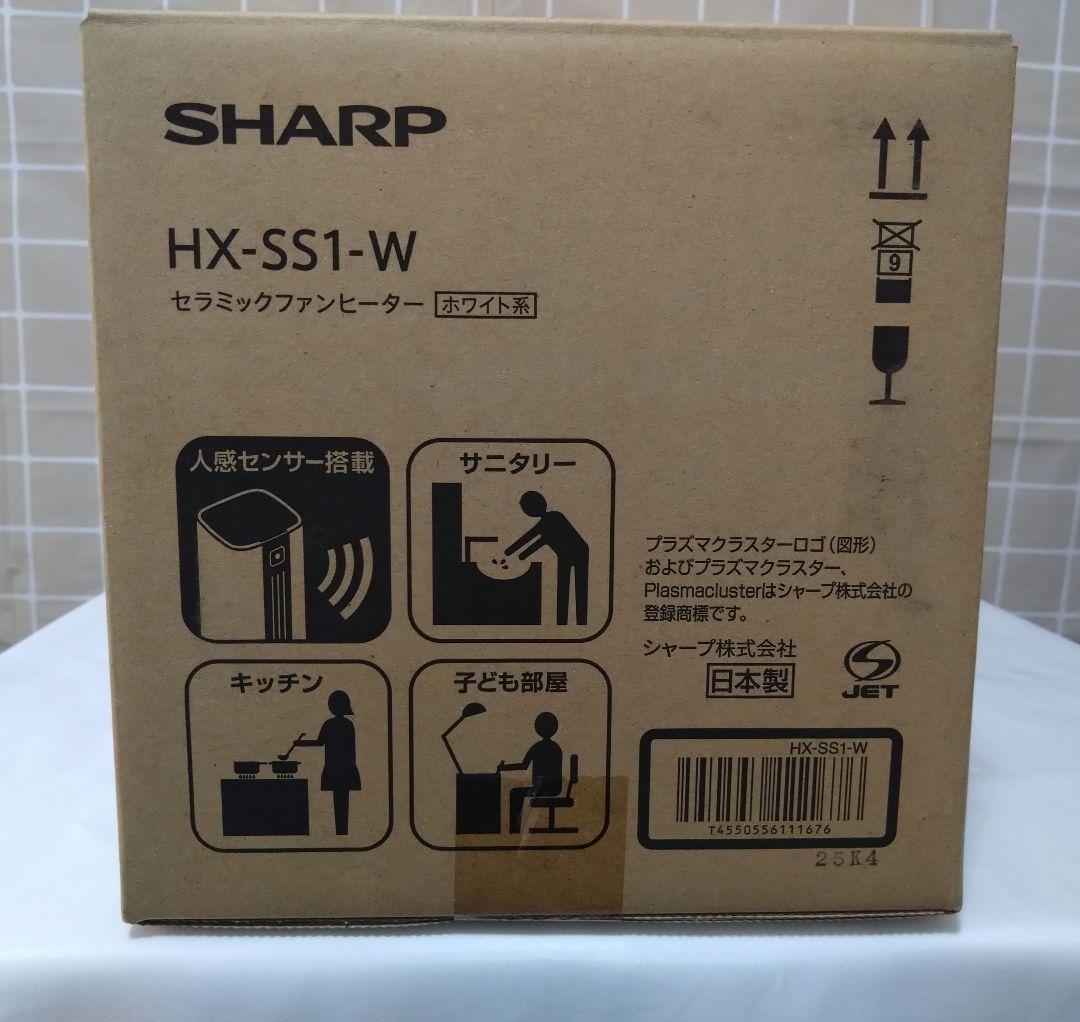 SHARP
HX-SS1-W
セラミックファンヒーター ホワイト系
9
人感センサー搭載
サニタリー
キッチン
子ども部屋
プラズマクラスターロゴ(図形)
およびプラズマクラスター、
Plasmaclusterはシャープ株式会社の
登録商標です。
シャープ株式会社
日本製
JET
HX-SS1-W
T4550556111676
25K4